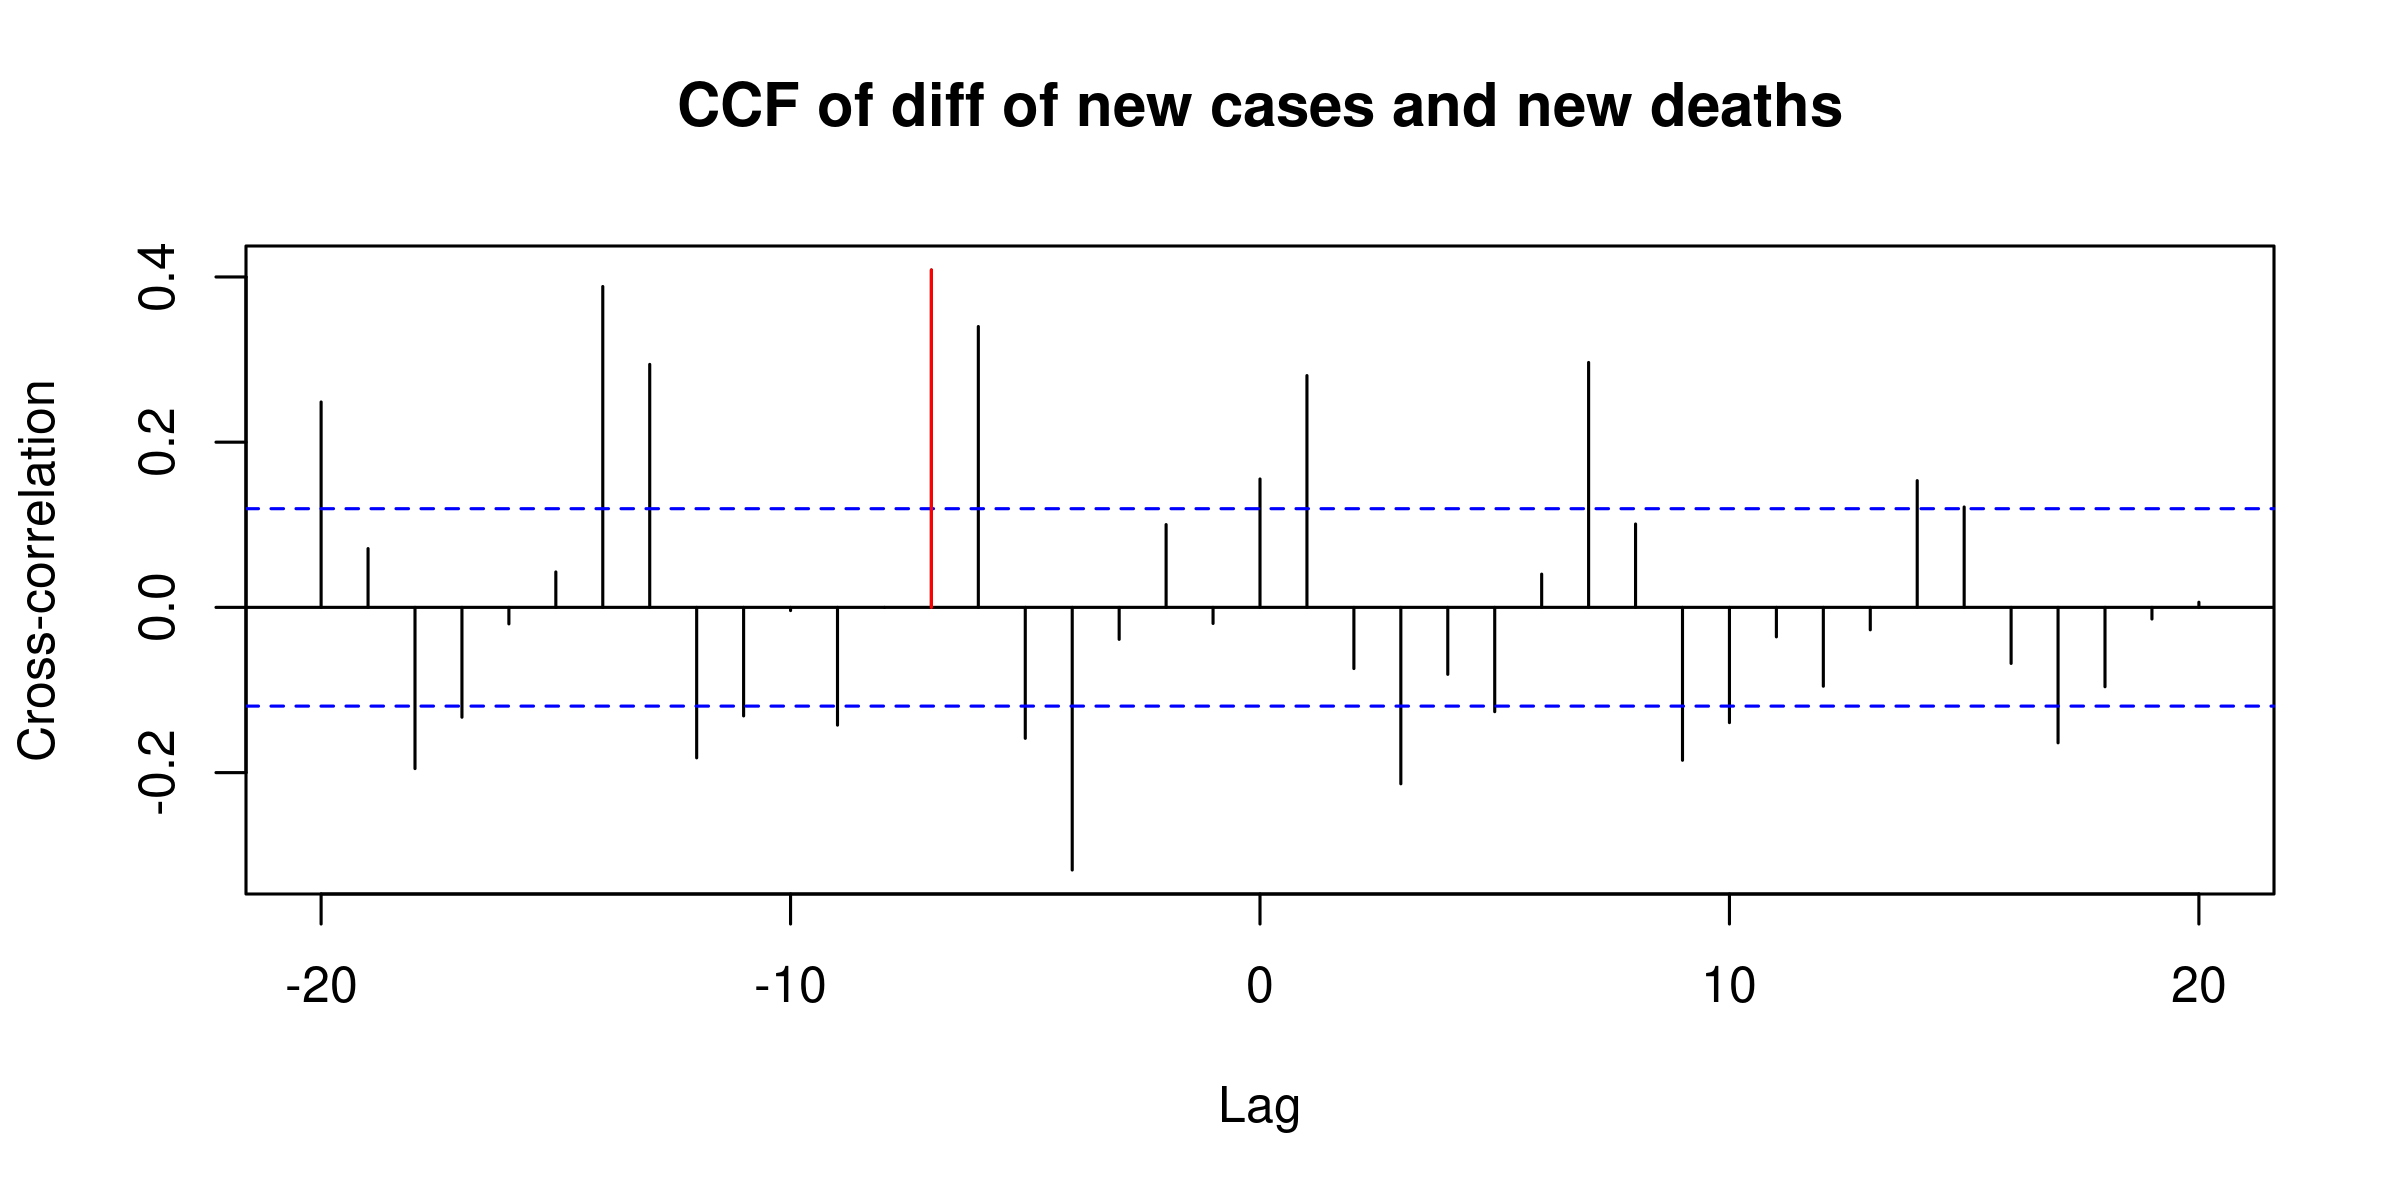 CCF of diff of new cases and new deaths
Cross-correlation
0.4
0.2
0.0
-0.2
-20 -10 0 10 20
Lag